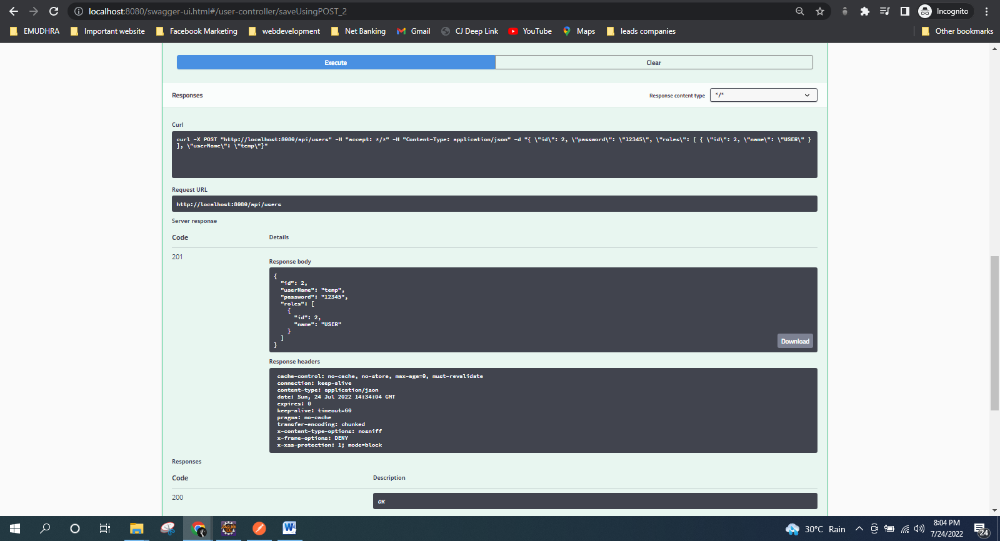 localhost:8080/swagger-ui.html#/user-controller/saveUsingPOST_2
Incognito
EMUDHRA
Important website
Facebook Marketing
webdevelopment
Net Banking
Gmail
CJ Deep Link
YouTube
Maps
leads companies
Other bookmarks
Execute
Clear
Responses
Response content type
*/*
Curl
curl -X POST "http://localhost:8080/api/users" -H "accept: */*" -H "Content-Type: application/json" -d "{ \"id\": 2, \"password\": \"12345\", \"roles\": [ { \"id\": 2, \"name\": \"USER\" }
], \"userName\": \"temp\"}"
Request URL
http://localhost:8080/api/users
Server response
Code
Details
201
Response body
{
"id": 2,
"userName": "temp",
"password": "12345",
"roles": [
{
"id": 2,
"name": "USER"
}
]
}
Download
Response headers
cache-control: no-cache, no-store, max-age=0, must-revalidate
connection: keep-alive
content-type: application/json
date: Sun, 24 Jul 2022 14:34:04 GMT
expires: 0
keep-alive: timeout=60
pragma: no-cache
transfer-encoding: chunked
x-content-type-options: nosniff
x-frame-options: DENY
x-xss-protection: 1; mode=block
Responses
Code
Description
200
OK
30°C Rain
8:04 PM
7/24/2022
24